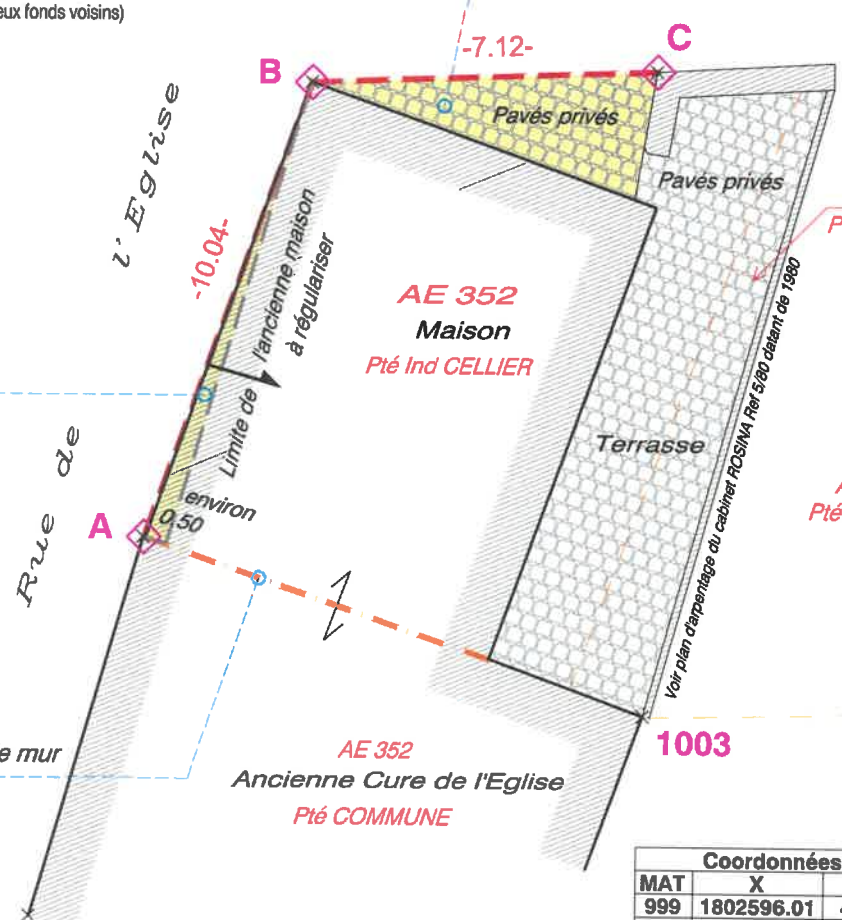 eux fonds voisins)
B
-7.12-
C
Pavés privés
Pavés privés
l'Eglise
-10.04-
Limite de l'ancienne maison
à régulariser
AE 352
Maison
Pté Ind CELLIER
P
Terrasse
Voir plan d'arpentage du cabinet ROSINA Ref 5/80 datant de 1980
A
Pté
Rue de
A
environ
0.50
1003
e mur
AE 352
Ancienne Cure de l'Eglise
Pté COMMUNE
Coordonnées
MAT X
999 1802596.01